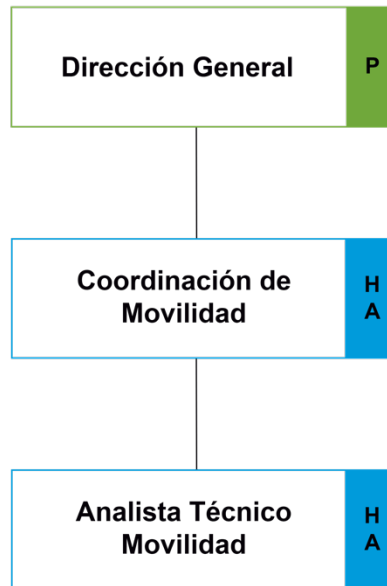 Dirección General
P
Coordinación de
Movilidad
H
A
Analista Técnico
Movilidad
H
A